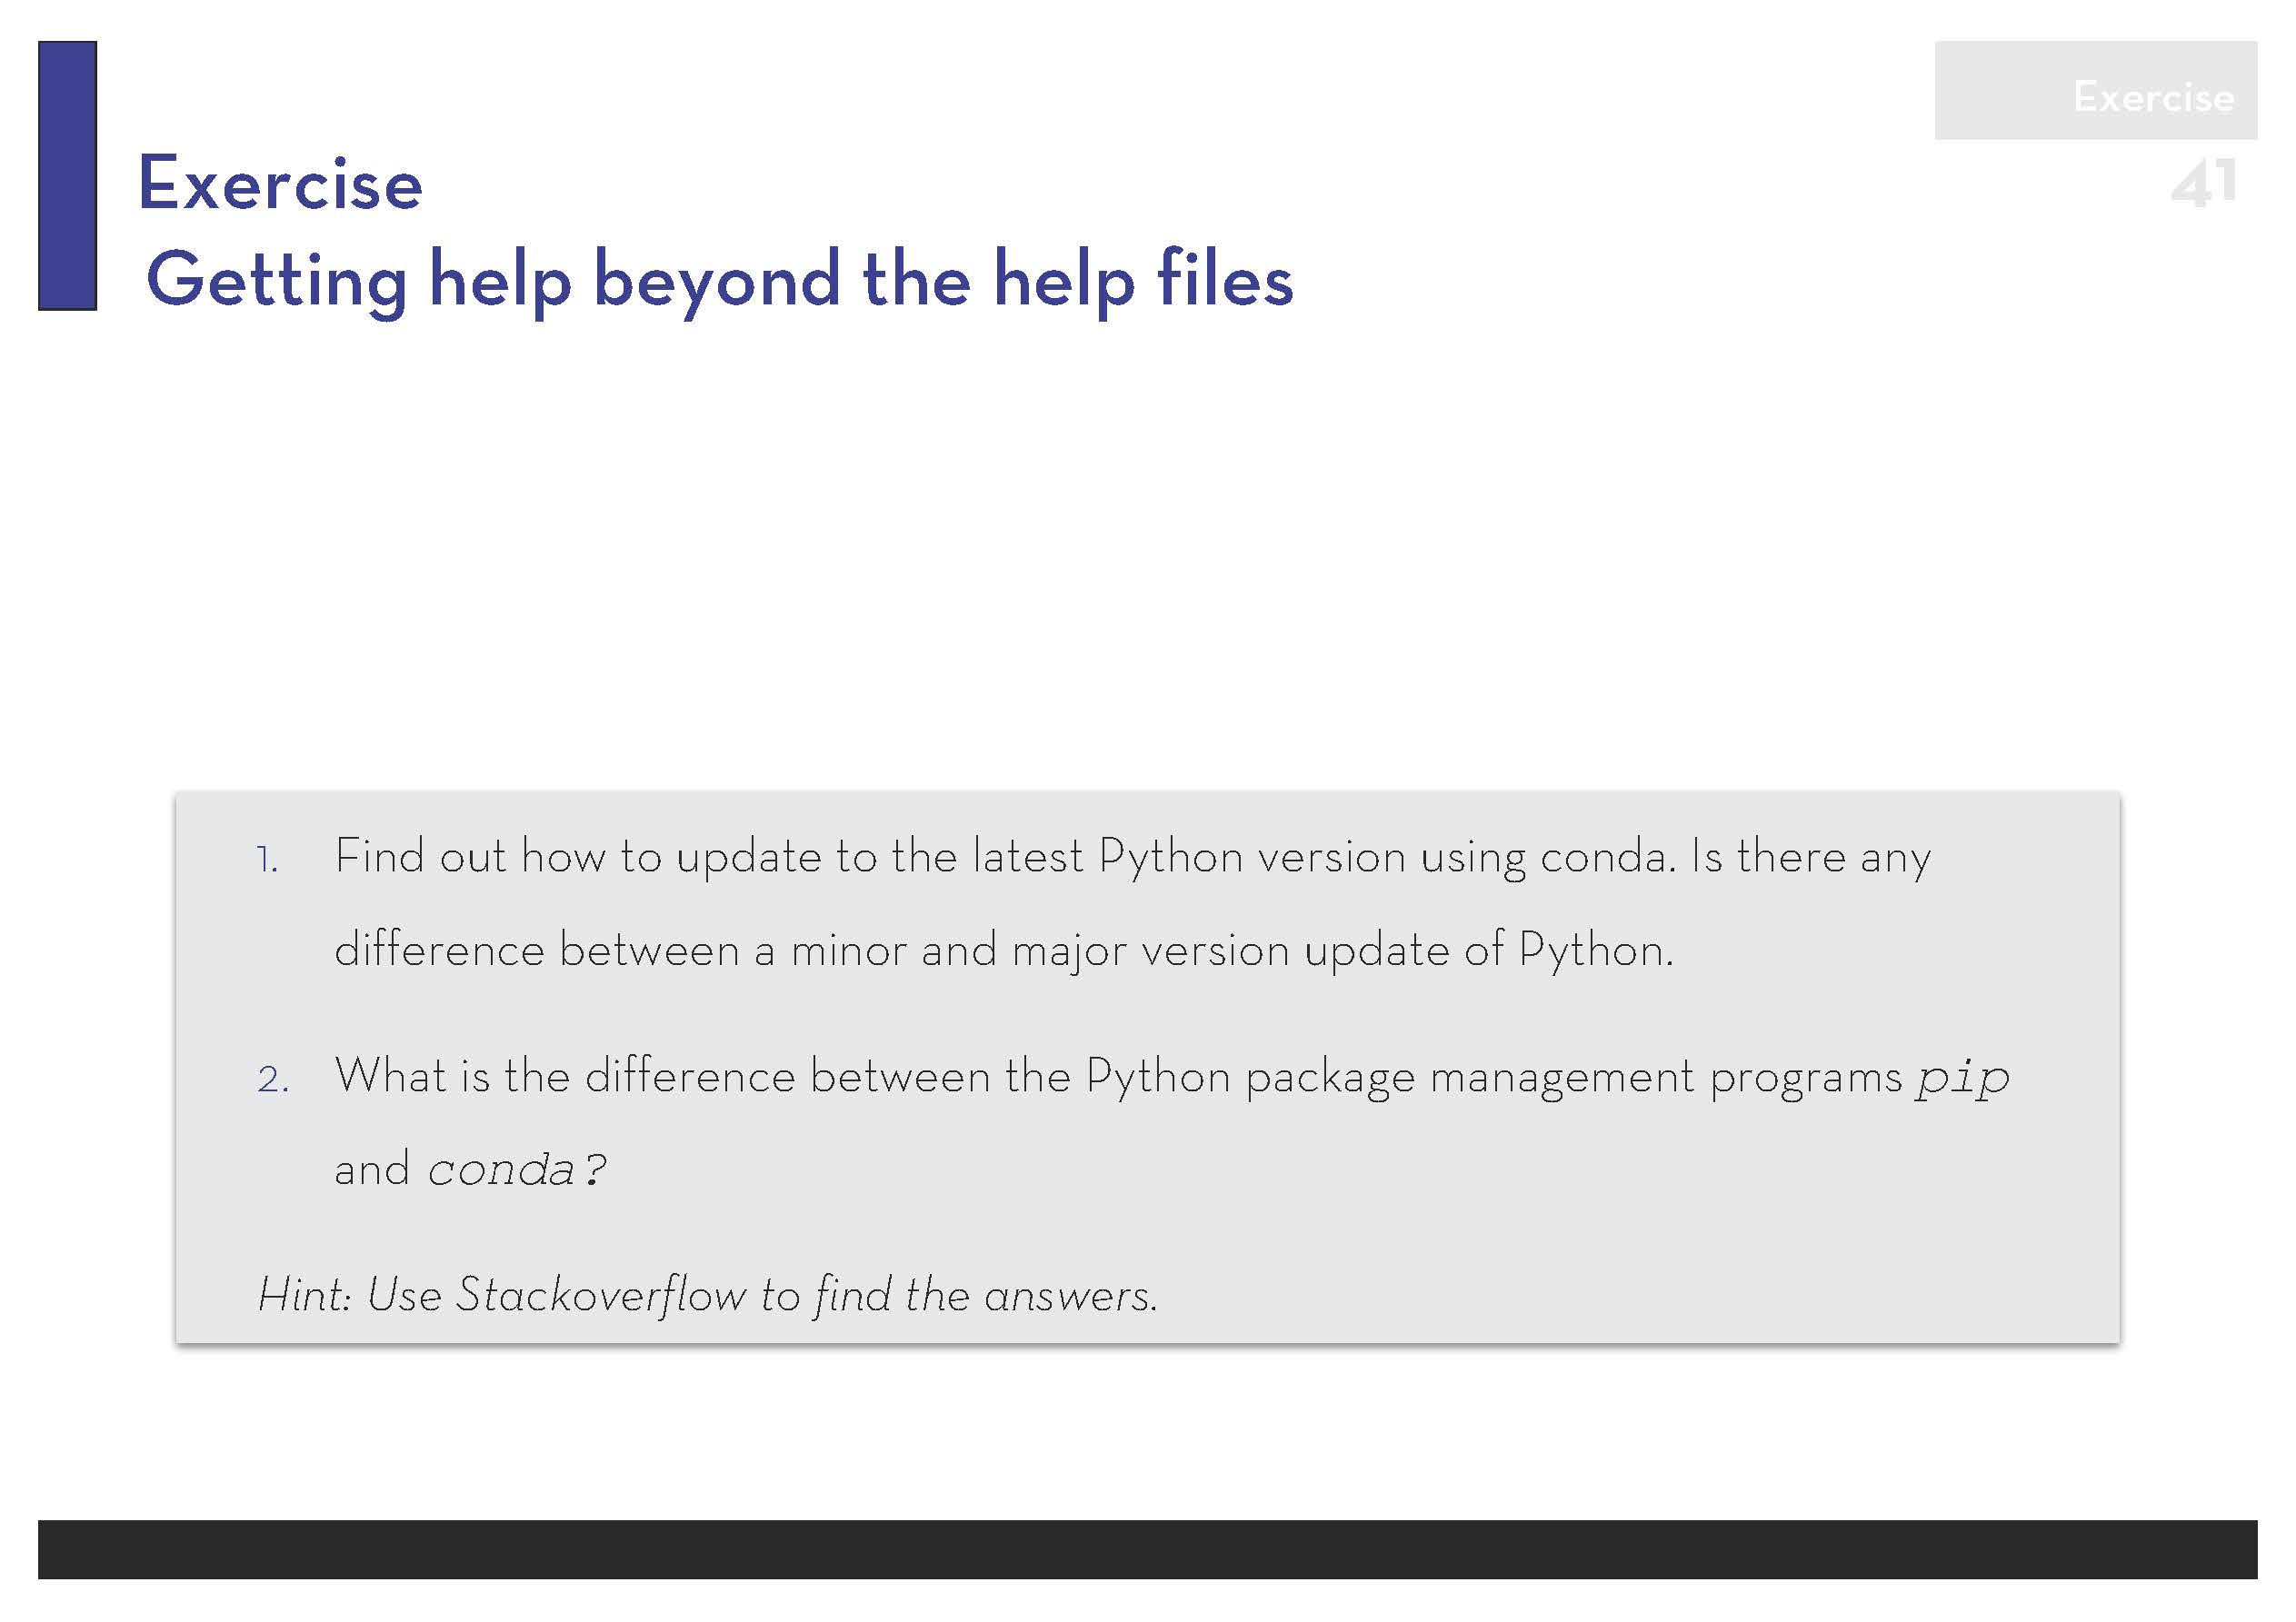 Exercise
41
Exercise
Getting help beyond the help files
1. Find out how to update to the latest Python version using conda. Is there any
difference between a minor and major version update of Python.
2. What is the difference between the Python package management programs pip
and conda?
Hint: Use Stackoverflow to find the answers.